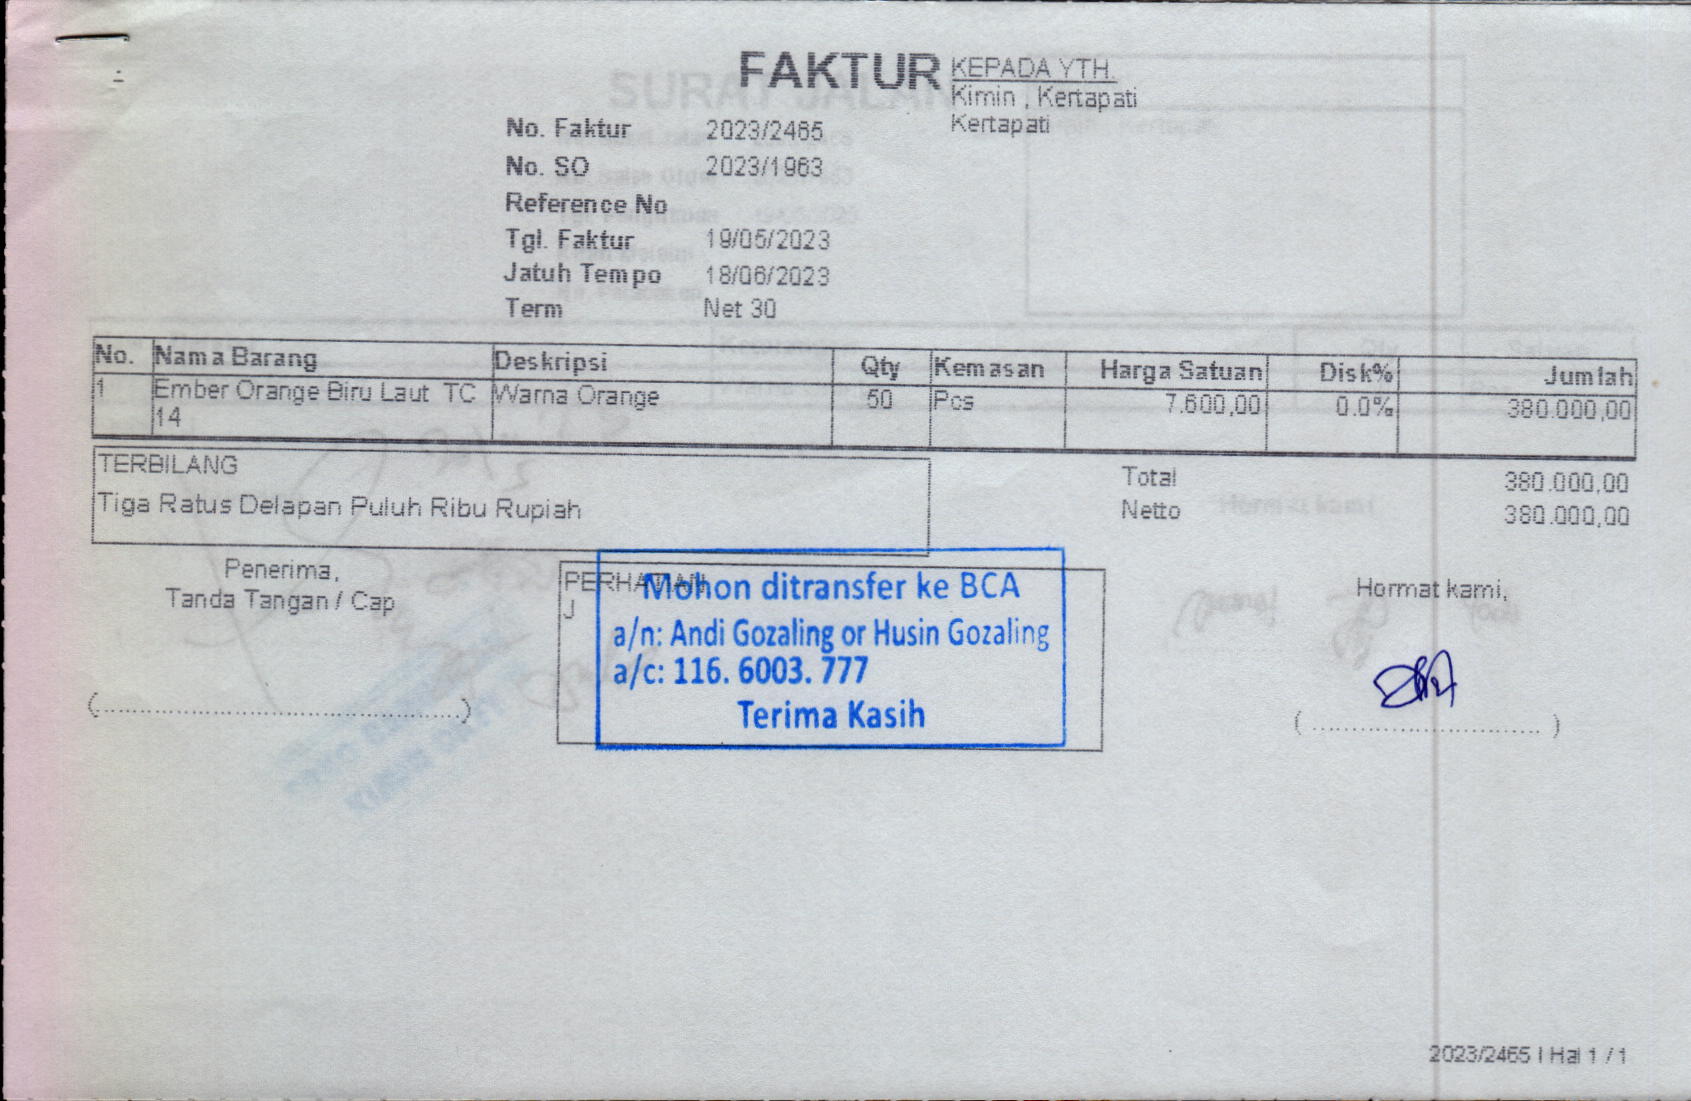 FAKTUR
KEPADA YTH.
Kimin , Kertapati
Kertapati
No. Faktur 2023/2465
No. SO 2023/1963
Reference No
Tgl. Faktur 19/05/2023
Jatuh Tempo 18/06/2023
Term Net 30
No. Nama Barang Deskripsi Qty Kemasan Harga Satuan Disk% Jumlah
1 Ember Orange Biru Laut TC Warna Orange 50 Pcs 7.600,00 0.0% 380.000,00
14
TERBILANG
Tiga Ratus Delapan Puluh Ribu Rupiah
Total 380.000,00
Netto 380.000,00
Penerima,
Tanda Tangan / Cap
(..........................................................)
PERHATIAN
J
Mohon ditransfer ke BCA
a/n: Andi Gozaling or Husin Gozaling
a/c: 116. 6003. 777
Terima Kasih
Hormat kami,
( .................................... )
2023/2465 | Hal 1 / 1